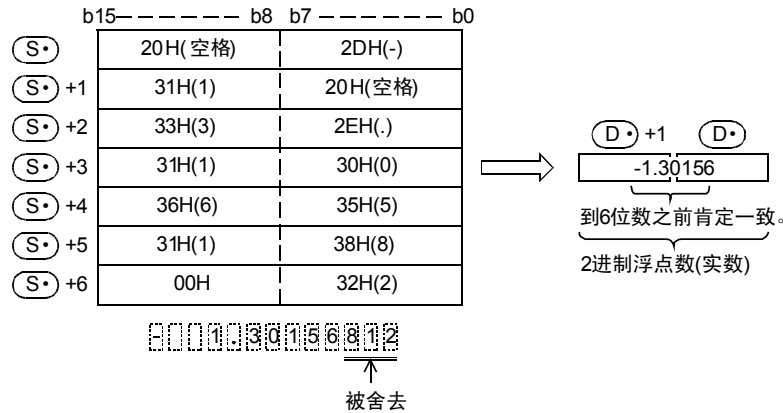 b15 b8 b7 b0
S・ 20H(空格) 2DH(-)
S・ +1 31H(1) 20H(空格)
S・ +2 33H(3) 2EH(.)
S・ +3 31H(1) 30H(0)
S・ +4 36H(6) 35H(5)
S・ +5 31H(1) 38H(8)
S・ +6 00H 32H(2)
D・ +1 D・
-1.30156
到6位数之前肯定一致。
2进制浮点数(实数)
- 1.30156812
被舍去